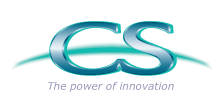 CS
The power of innovation